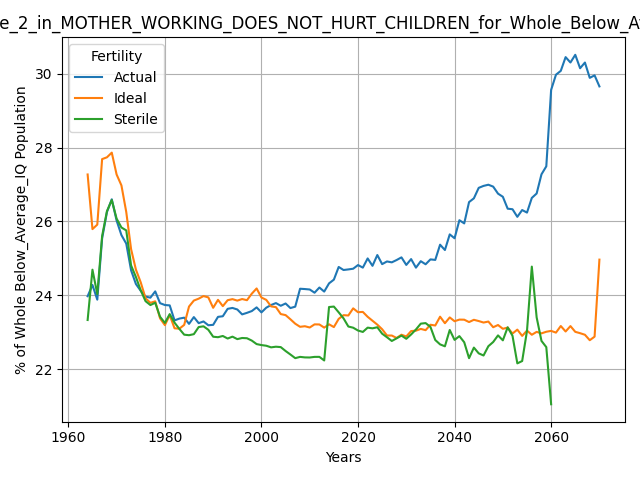 e_2_in_MOTHER_WORKING_DOES_NOT_HURT_CHILDREN_for_Whole_Below_A
Fertility
Actual
Ideal
Sterile
% of Whole Below_Average_IQ Population
30
28
26
24
22
1960
1980
2000
2020
2040
2060
Years